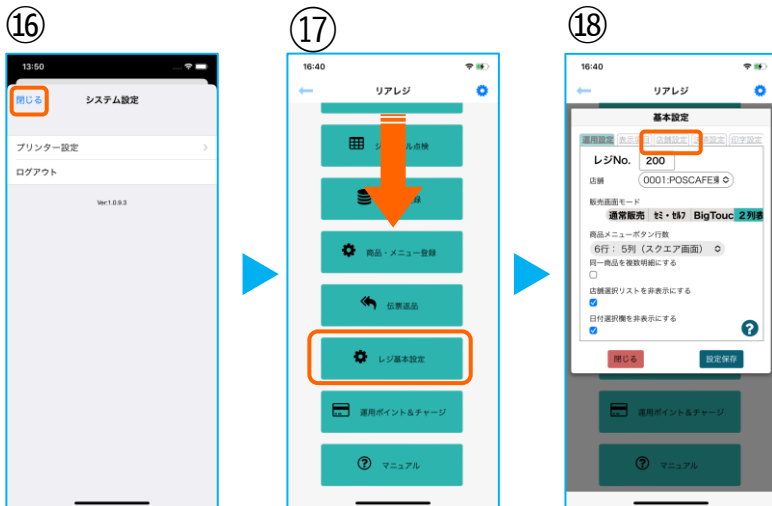 ⑯
13:50
閉じる
システム設定
プリンター設定
ログアウト
Ver:1.0.9.3
⑰
16:40
リアレジ
商品・メニュー登録
伝票返品
レジ基本設定
運用ポイント＆チャージ
マニュアル
⑱
16:40
リアレジ
基本設定
運用設定
店舗設定
印字設定
レジNo. 200
店舗 0001:POSCAFE
販売画面モード
通常販売 ｾﾐ・ｾﾙﾌ BigTouc 2列表
商品メニューボタン行数
6行： 5列（スクエア画面）
同一商品を複数明細にする
店舗選択リストを非表示にする
日付選択欄を非表示にする
閉じる 設定保存
運用ポイント＆チャージ
マニュアル